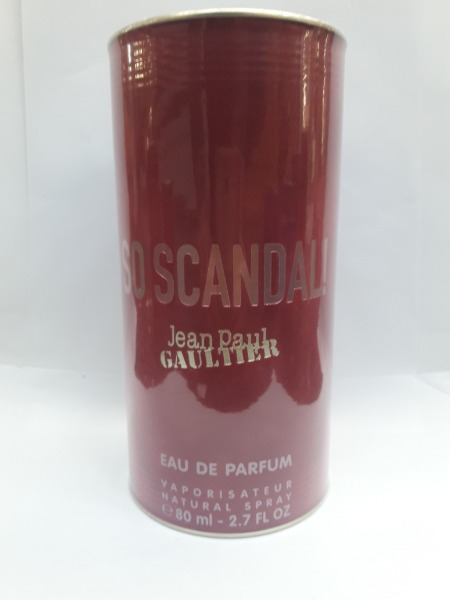 SO SCANDAL!
Jean Paul
GAULTIER
EAU DE PARFUM
VAPORISATEUR
NATURAL SPRAY
℮80 ml - 2.7 FL OZ